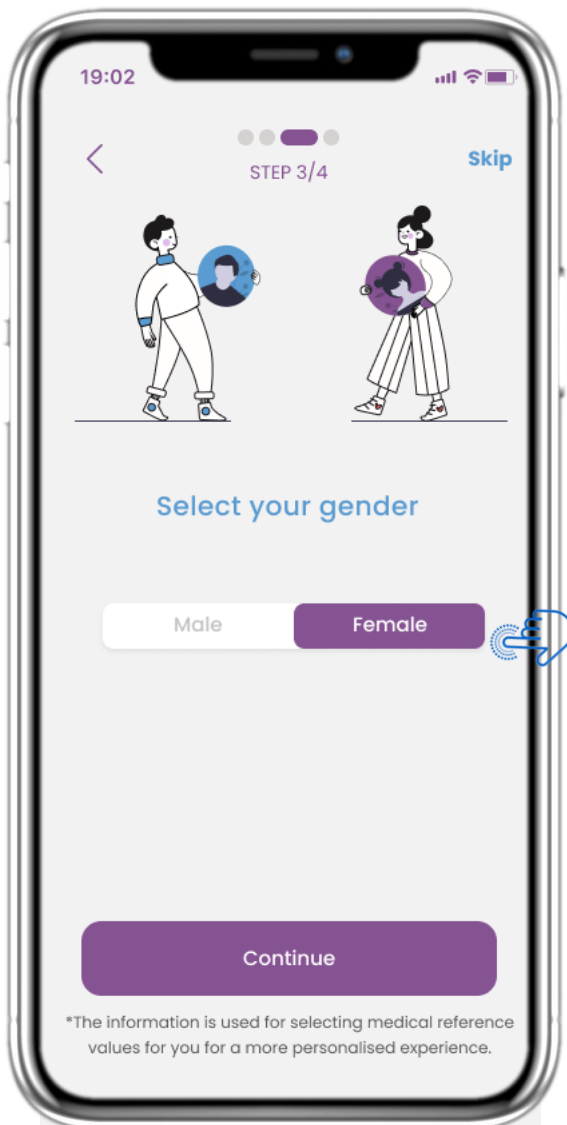 19:02
Skip
STEP 3/4
Select your gender
Male Female
Continue
*The information is used for selecting medical reference
values for you for a more personalised experience.